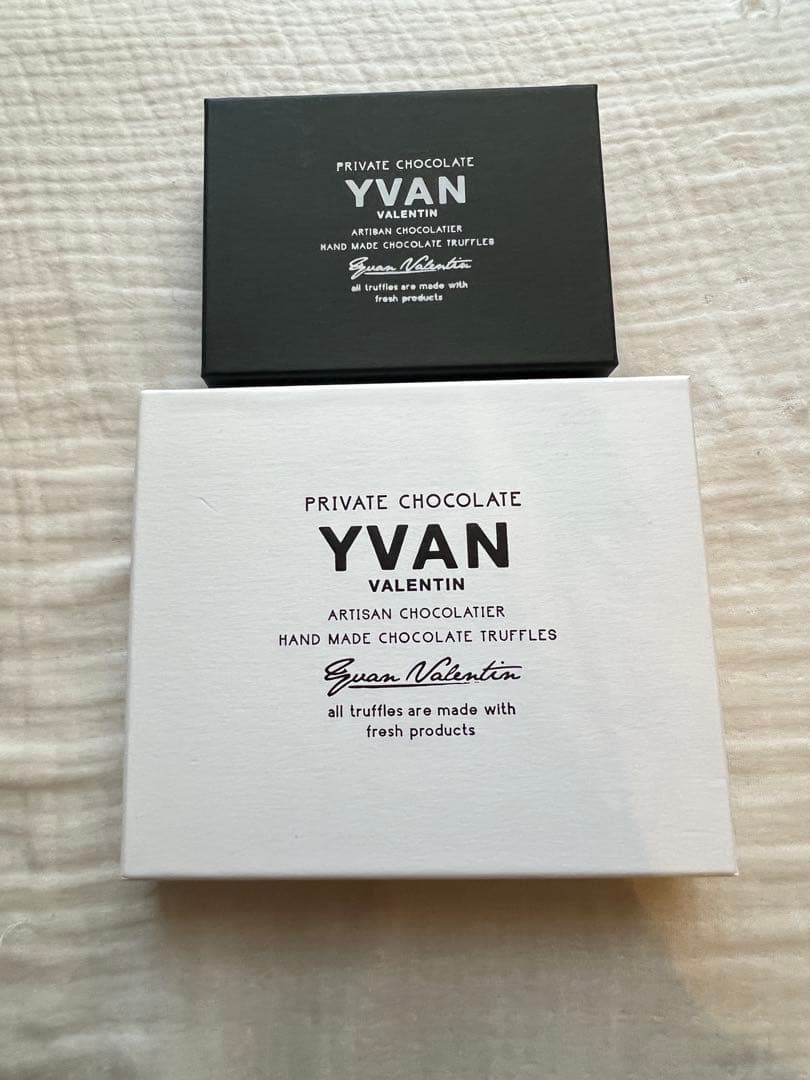 PRIVATE CHOCOLATE
YVAN
VALENTIN
ARTISAN CHOCOLATIER
HAND MADE CHOCOLATE TRUFFLES
Yvan Valentin
all truffles are made with
fresh products
PRIVATE CHOCOLATE
YVAN
VALENTIN
ARTISAN CHOCOLATIER
HAND MADE CHOCOLATE TRUFFLES
Yvan Valentin
all truffles are made with
fresh products